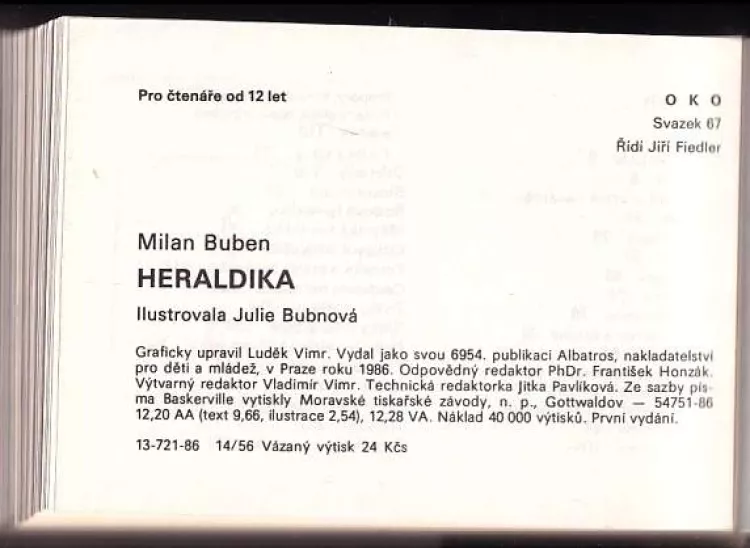 Pro čtenáře od 12 let
O K O
Svazek 67
Řídí Jiří Fiedler
Milan Buben
HERALDIKA
Ilustrovala Julie Bubnová
Graficky upravil Luděk Vimr. Vydal jako svou 6954. publikaci Albatros, nakladatelství
pro děti a mládež, v Praze roku 1986. Odpovědný redaktor PhDr. František Honzák.
Výtvarný redaktor Vladimír Vimr. Technická redaktorka Jitka Pavlíková. Ze sazby pís-
ma Baskerville vytiskly Moravské tiskařské závody, n. p., Gottwaldov — 54751-86
12,20 AA (text 9,66, ilustrace 2,54), 12,28 VA. Náklad 40 000 výtisků. První vydání.
13-721-86 14/56 Vázaný výtisk 24 Kčs